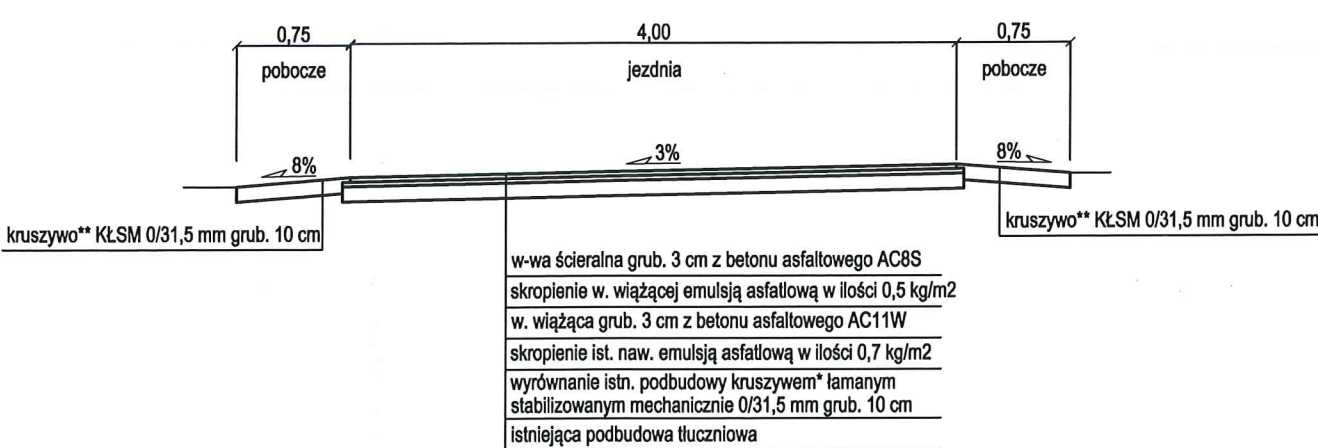 0,75
4,00
0,75
pobocze
jezdnia
pobocze
8%
3%
8%
kruszywo** KŁSM 0/31,5 mm grub. 10 cm
kruszywo** KŁSM 0/31,5 mm grub. 10 cm
w-wa ścieralna grub. 3 cm z betonu asfaltowego AC8S
skropienie w. wiążącej emulsją asfatlową w ilości 0,5 kg/m2
w. wiążąca grub. 3 cm z betonu asfaltowego AC11W
skropienie ist. naw. emulsją asfatlową w ilości 0,7 kg/m2
wyrównanie istn. podbudowy kruszywem* łamanym
stabilizowanym mechanicznie 0/31,5 mm grub. 10 cm
istniejąca podbudowa tłuczniowa